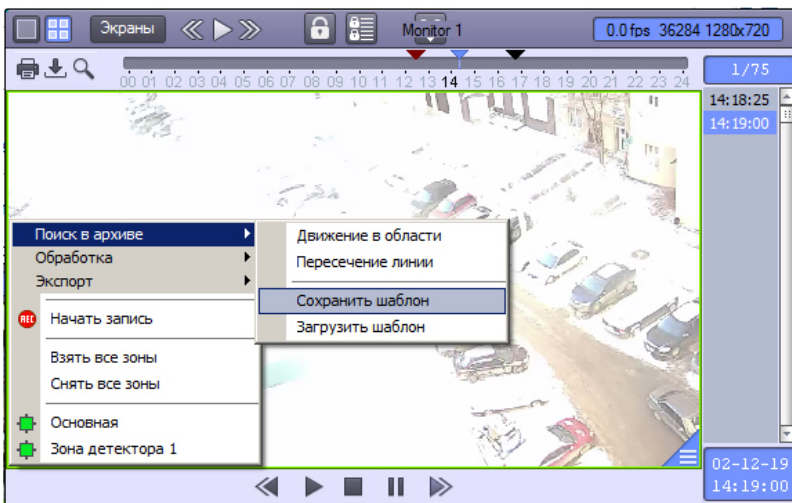 Экраны
Monitor 1
0.0 fps 36284 1280x720
00 01 02 03 04 05 06 07 08 09 10 11 12 13 14 15 16 17 18 19 20 21 22 23 24
1/75
14:18:25
14:19:00
Поиск в архиве
Обработка
Экспорт
REC Начать запись
Взять все зоны
Снять все зоны
Основная
Зона детектора 1
Движение в области
Пересечение линии
Сохранить шаблон
Загрузить шаблон
02-12-19
14:19:00